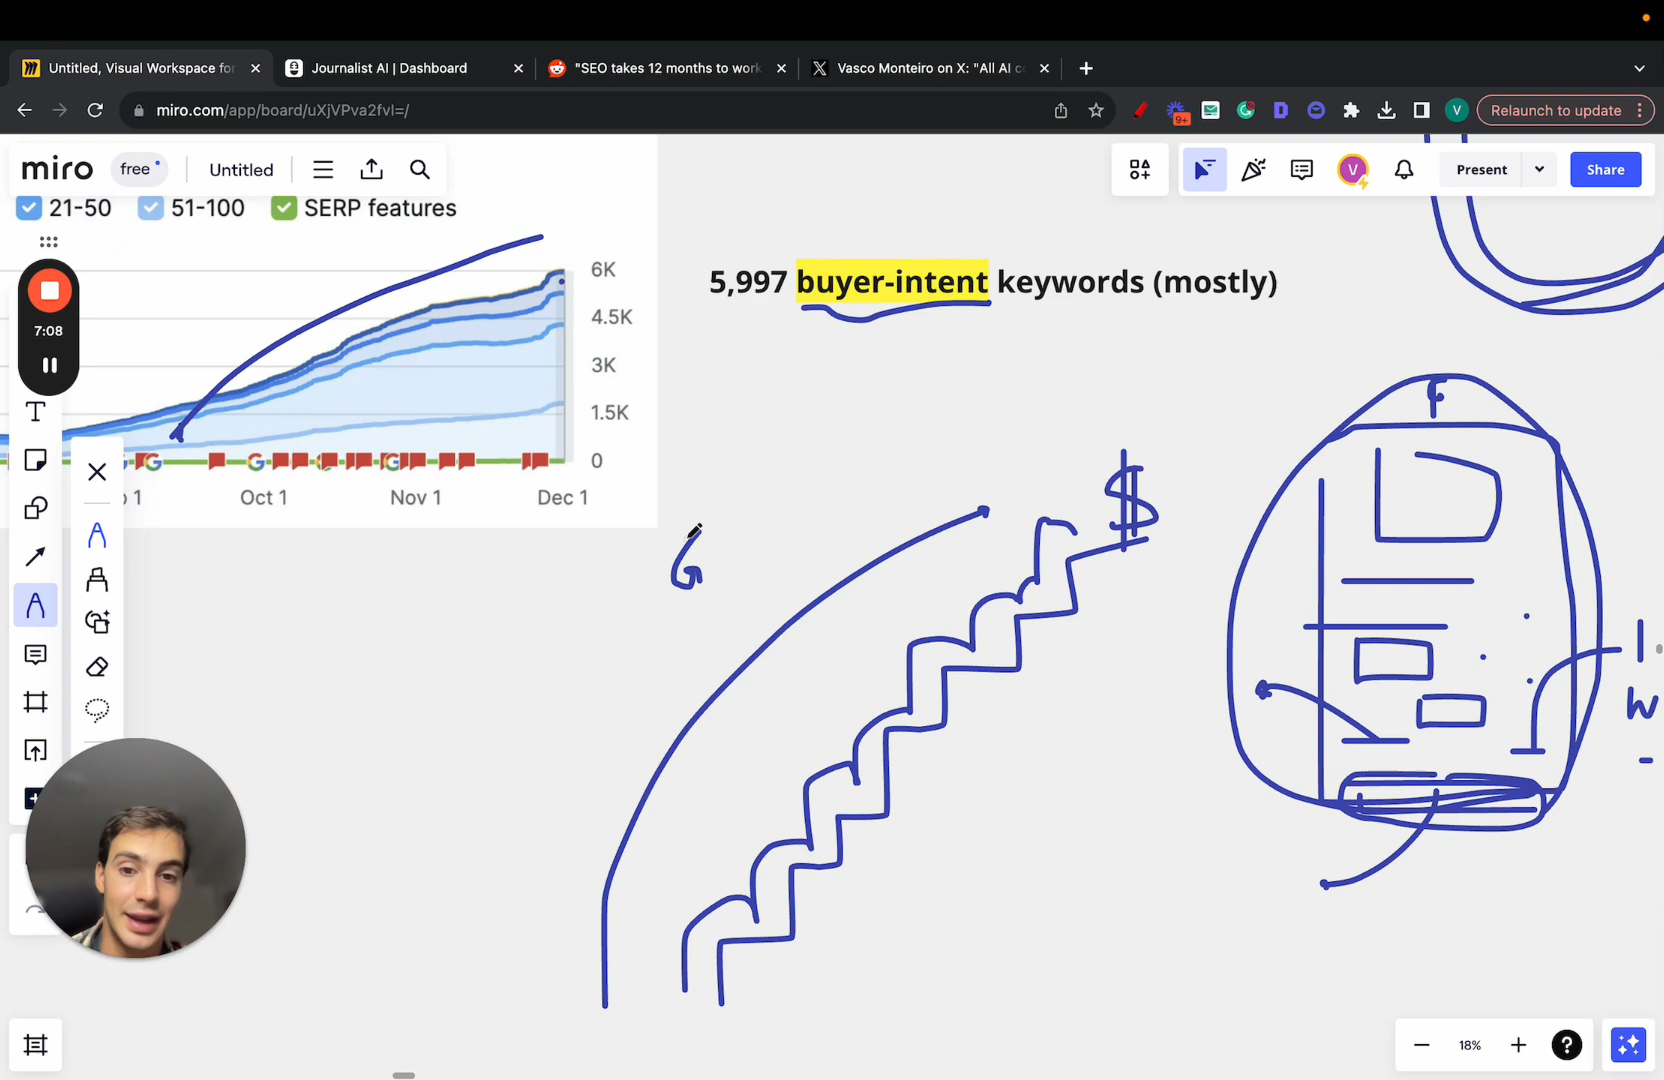 Untitled, Visual Workspace for
Journalist AI | Dashboard
"SEO takes 12 months to work
Vasco Monteiro on X: "All AI c
miro.com/app/board/uXjVPva2fvI=/
9+
V
Relaunch to update
miro
free
Untitled
V
Present
Share
21-50
51-100
SERP features
7:08
6K
4.5K
3K
1.5K
0
Oct 1
Nov 1
Dec 1
5,997 buyer-intent keywords (mostly)
$
G
18%